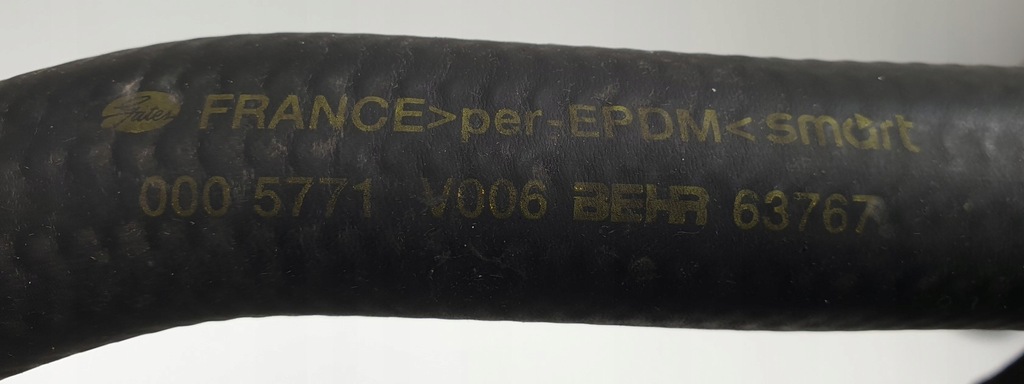 Gates FRANCE>per-EPDM<smart
000 5771 V006 BEHR 63767